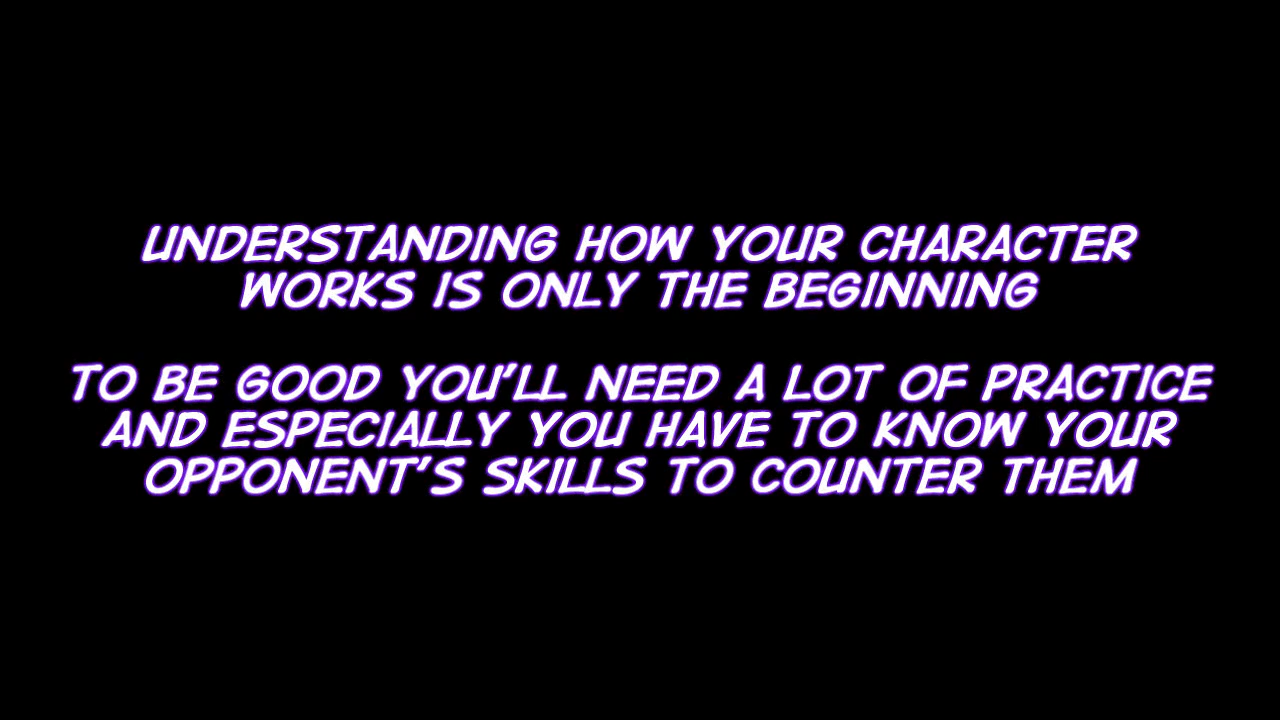 UNDERSTANDING HOW YOUR CHARACTER
WORKS IS ONLY THE BEGINNING
TO BE GOOD YOU'LL NEED A LOT OF PRACTICE
AND ESPECIALLY YOU HAVE TO KNOW YOUR
OPPONENT'S SKILLS TO COUNTER THEM